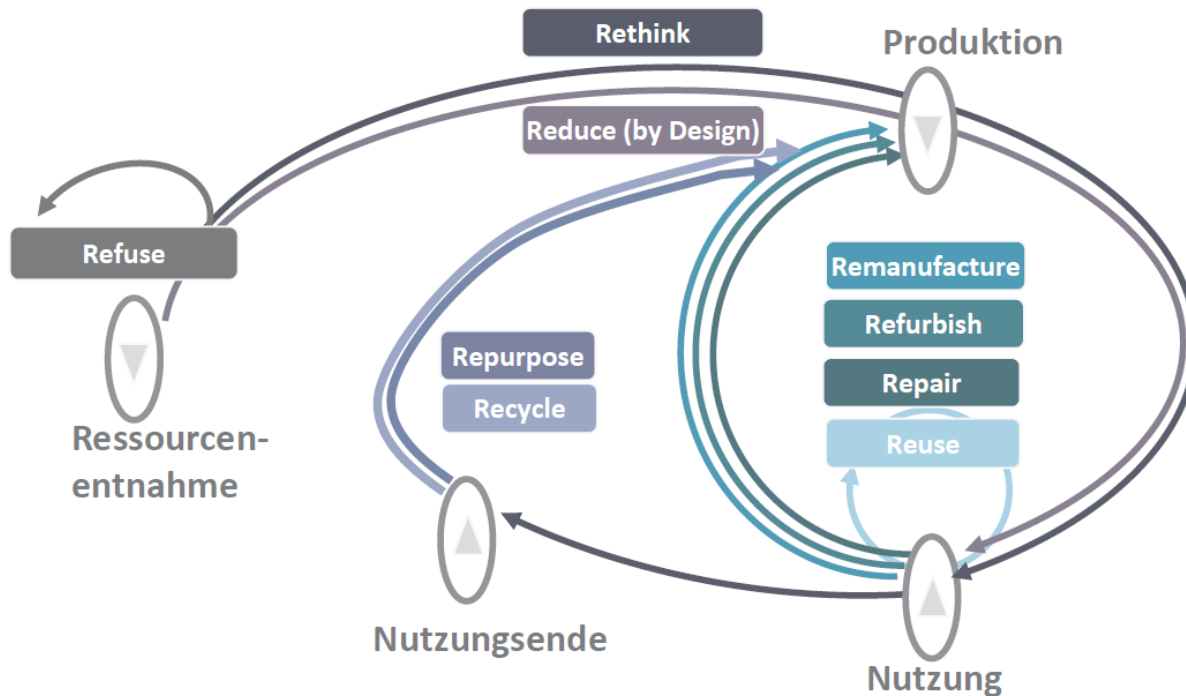 Rethink
Produktion
Reduce (by Design)
Refuse
Remanufacture
Refurbish
Repurpose
Repair
Recycle
Reuse
Ressourcen-
entnahme
Nutzungsende
Nutzung